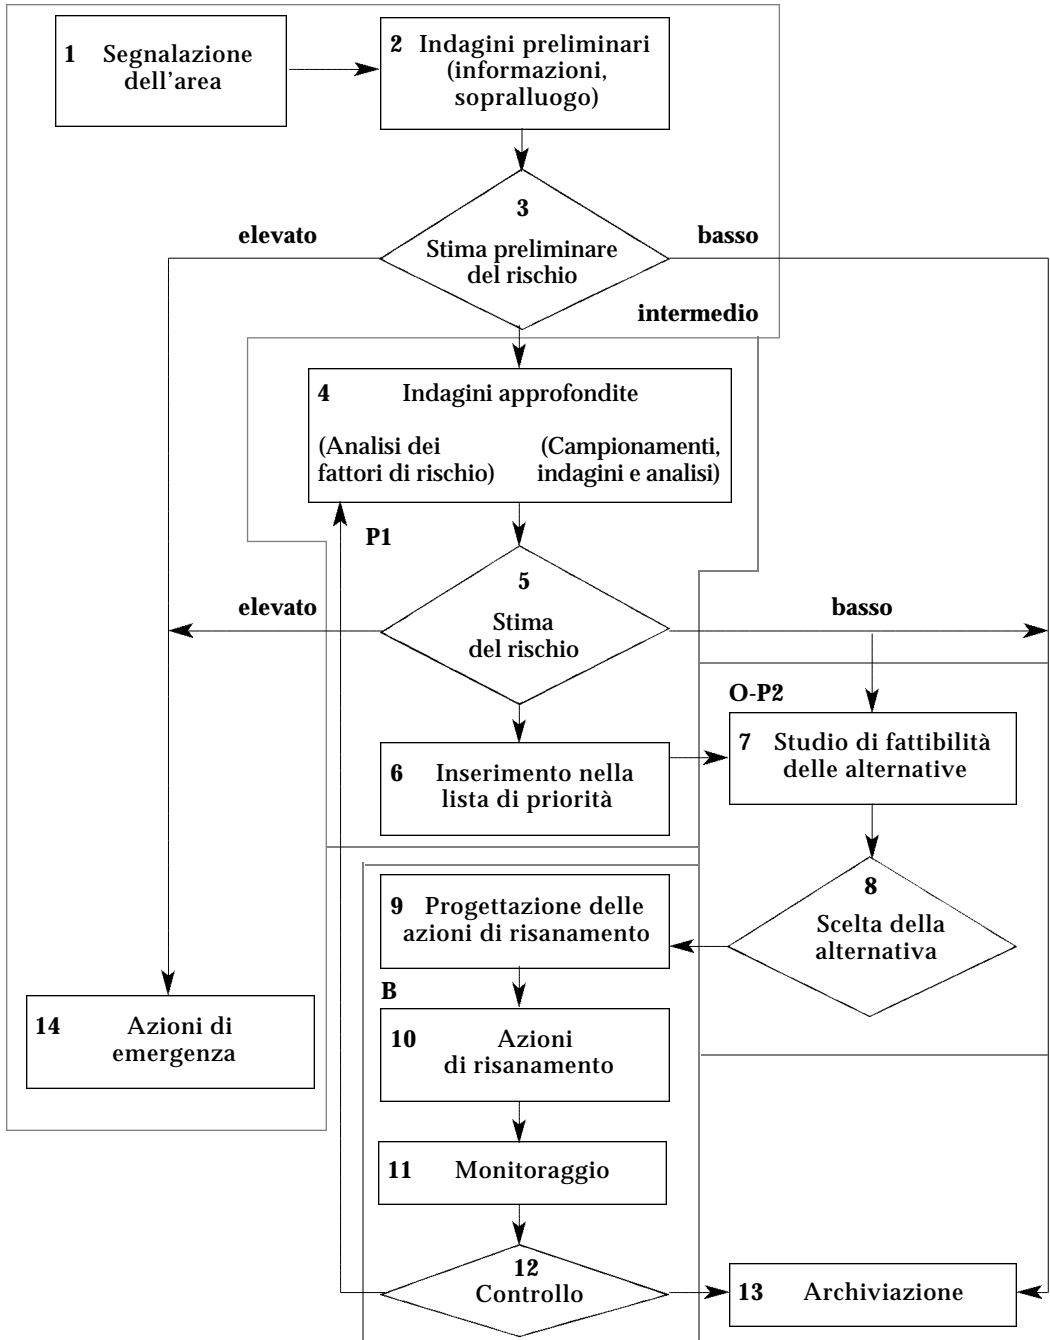 1 Segnalazione
dell'area
2 Indagini preliminari
(informazioni,
sopralluogo)
3
Stima preliminare
del rischio
elevato
basso
intermedio
4 Indagini approfondite
(Analisi dei
fattori di rischio)
(Campionamenti,
indagini e analisi)
P1
5
Stima
del rischio
elevato
basso
6 Inserimento nella
lista di priorità
O-P2
7 Studio di fattibilità
delle alternative
8
Scelta della
alternativa
9 Progettazione delle
azioni di risanamento
B
10 Azioni
di risanamento
14 Azioni di
emergenza
11 Monitoraggio
12
Controllo
13 Archiviazione